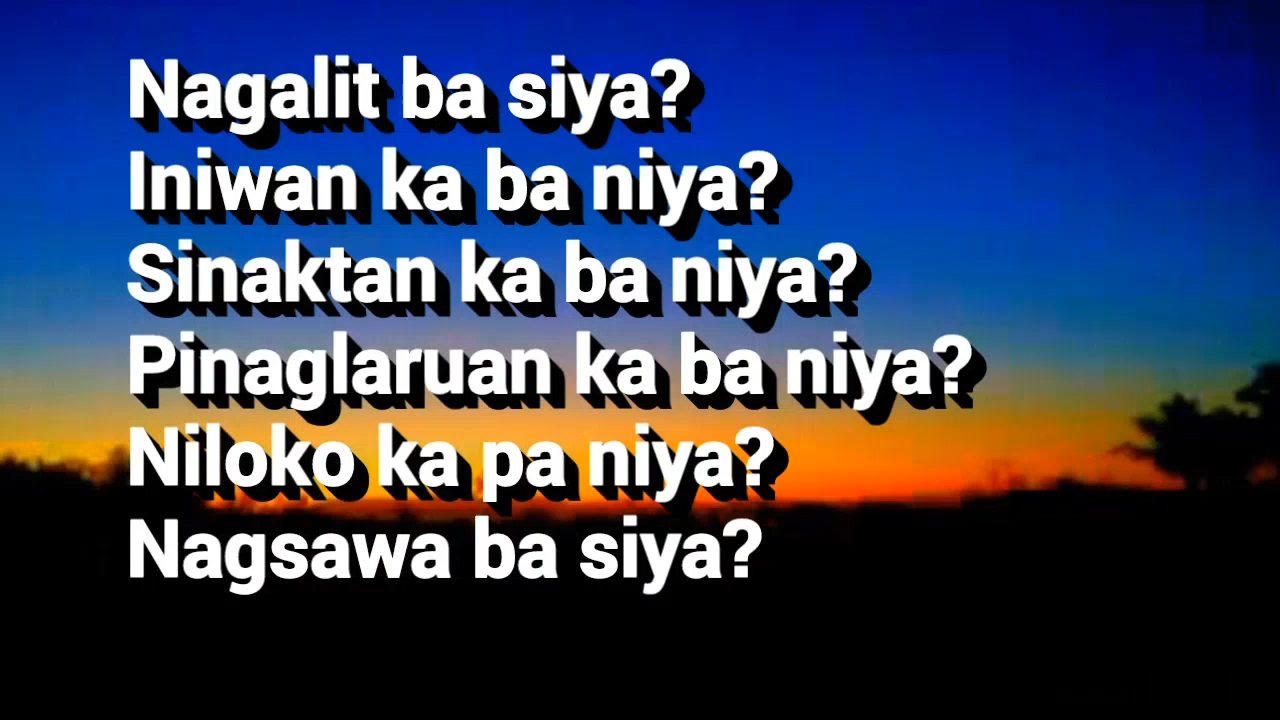 Nagalit ba siya?
Iniwan ka ba niya?
Sinaktan ka ba niya?
Pinaglaruan ka ba niya?
Niloko ka pa niya?
Nagsawa ba siya?